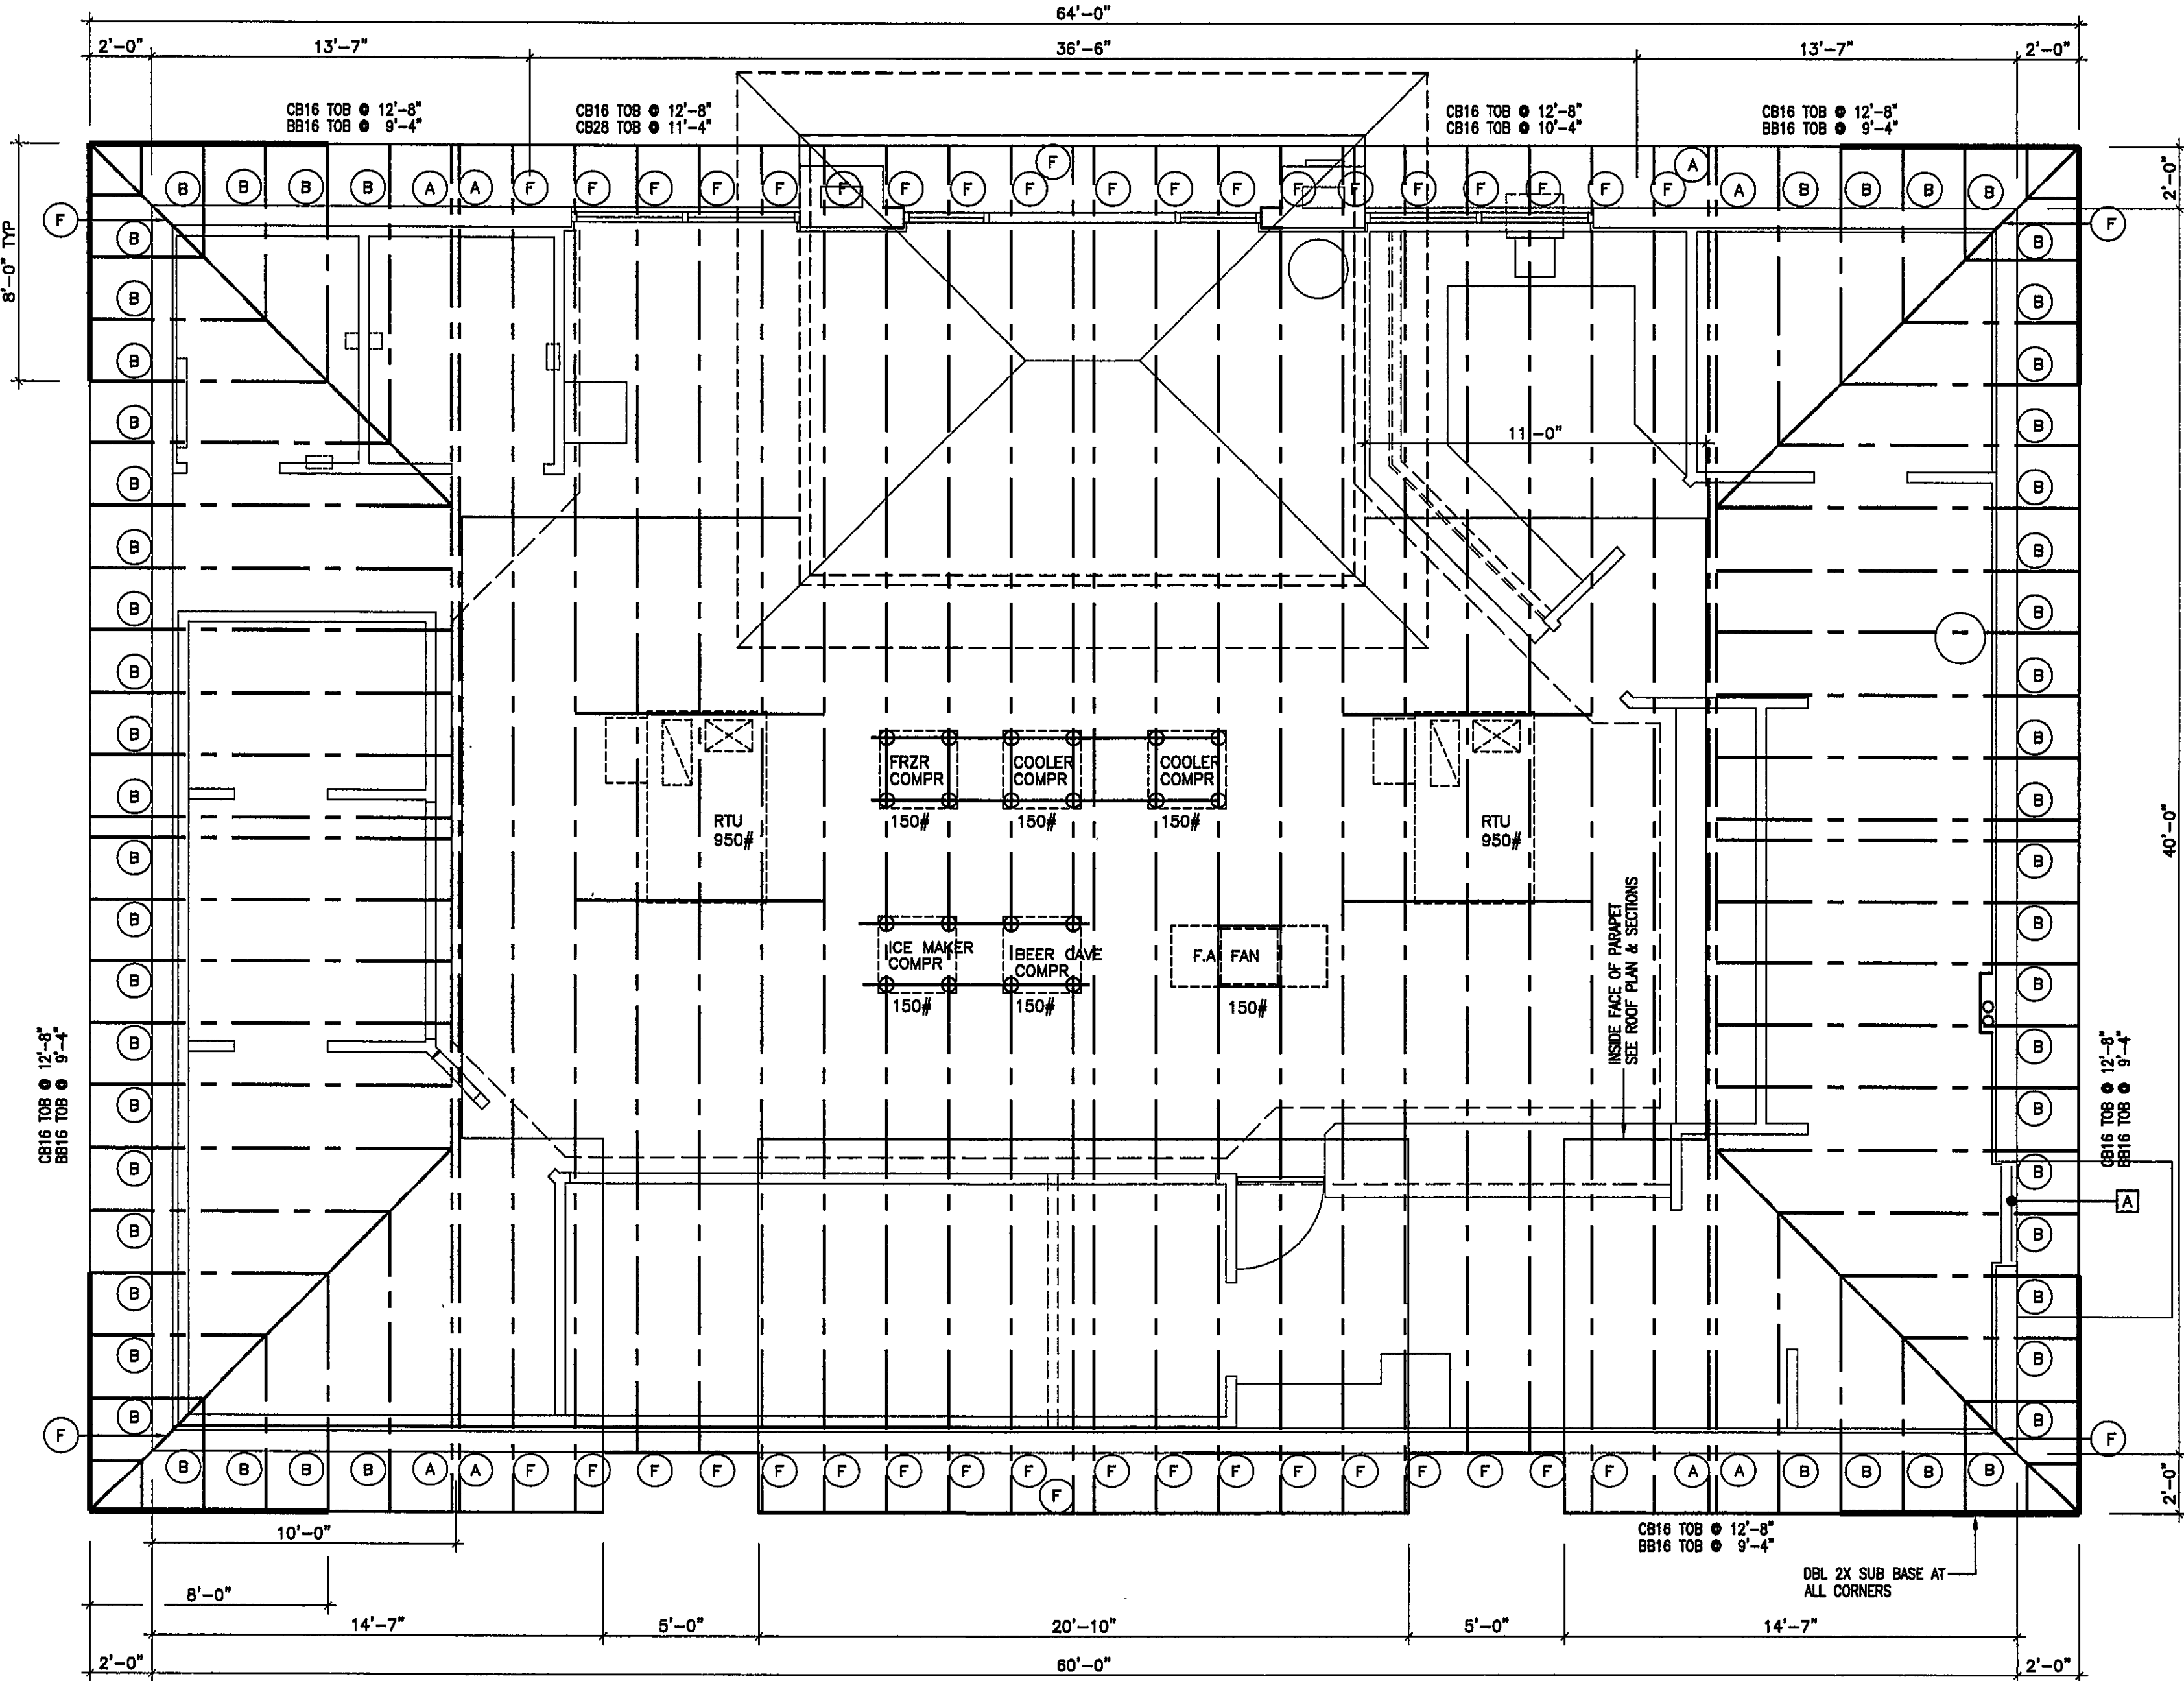 64'-0"
2'-0" 13'-7" 36'-6" 13'-7" 2'-0"
CB16 TOB @ 12'-8"
BB16 TOB @ 9'-4"
CB16 TOB @ 12'-8"
CB28 TOB @ 11'-4"
CB16 TOB @ 12'-8"
CB16 TOB @ 10'-4"
CB16 TOB @ 12'-8"
BB16 TOB @ 9'-4"
F A
B B B B A A F F F F F F F F F F F F F F F F F F F A B B B B
2'-0"
F F
8'-0" TYP
B B
B B
B B
B B
11'-0"
B B
B B
B B
B B
B B
FRZR
COMPR
COOLER
COMPR
COOLER
COMPR
150# 150# 150#
RTU
950#
RTU
950#
B B
40'-0"
B B
B B
INSIDE FACE OF PARAPET
SEE ROOF PLAN & SECTIONS
ICE MAKER
COMPR
BEER CAVE
COMPR
F.A FAN
150# 150# 150#
B B
B B
CB16 TOB @ 12'-8"
BB16 TOB @ 9'-4"
CB16 TOB @ 12'-8"
BB16 TOB @ 9'-4"
B B
B B
A
B B
B B
B B
B B
F F
B B B B A A F F F F F F F F F F F F F F F F F F A A B B B B
F
2'-0"
10'-0"
CB16 TOB @ 12'-8"
BB16 TOB @ 9'-4"
DBL 2X SUB BASE AT
ALL CORNERS
8'-0"
14'-7" 5'-0" 20'-10" 5'-0" 14'-7"
2'-0" 60'-0" 2'-0"